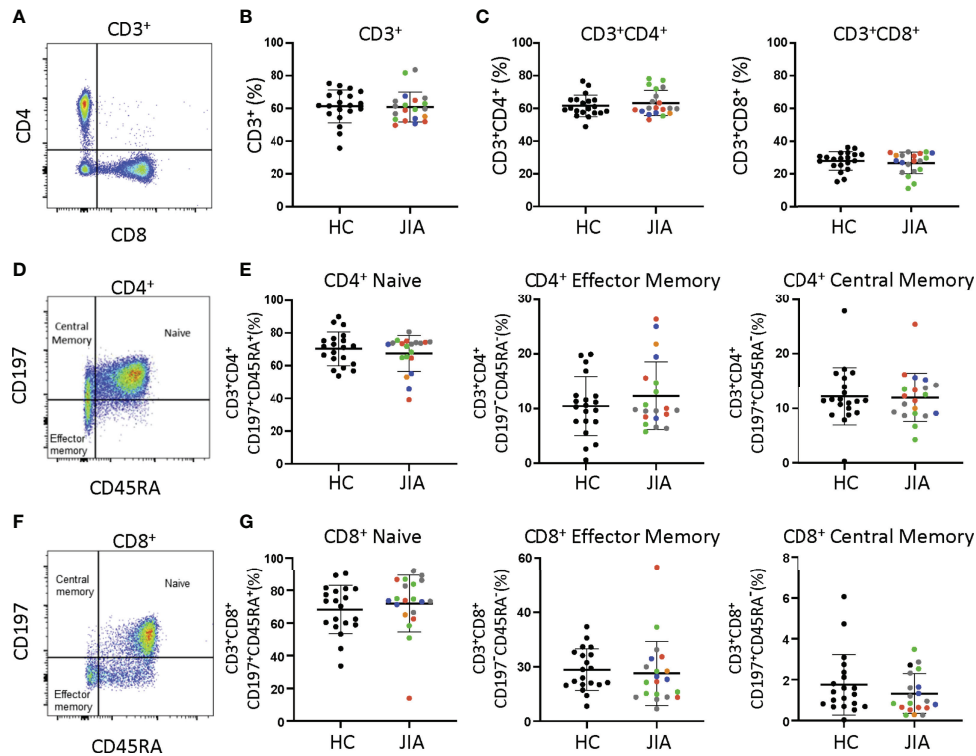 A
CD3+
CD4
CD8
B
CD3+
CD3+ (%)
100
80
60
40
20
0
HC
JIA
C
CD3+CD4+
CD3+CD4+ (%)
100
80
60
40
20
0
HC
JIA
CD3+CD8+
CD3+CD8+ (%)
100
80
60
40
20
0
HC
JIA
D
CD4+
Central
Memory
Naive
Effector
memory
CD197
CD45RA
E
CD4+ Naive
CD3+CD4+
CD197+CD45RA+(%)
100
80
60
40
20
0
HC
JIA
CD4+ Effector Memory
CD3+CD4+
CD197-CD45RA-(%)
30
20
10
0
HC
JIA
CD4+ Central Memory
CD3+CD4+
CD197+CD45RA-(%)
30
20
10
0
HC
JIA
F
CD8+
Central
memory
Naive
Effector
memory
CD197
CD45RA
G
CD8+ Naive
CD3+CD8+
CD197+CD45RA+(%)
100
80
60
40
20
0
HC
JIA
CD8+ Effector Memory
CD3+CD8+
CD197-CD45RA-(%)
60
30
0
HC
JIA
CD8+ Central Memory
CD3+CD8+
CD197+CD45RA-(%)
8
6
4
2
0
HC
JIA